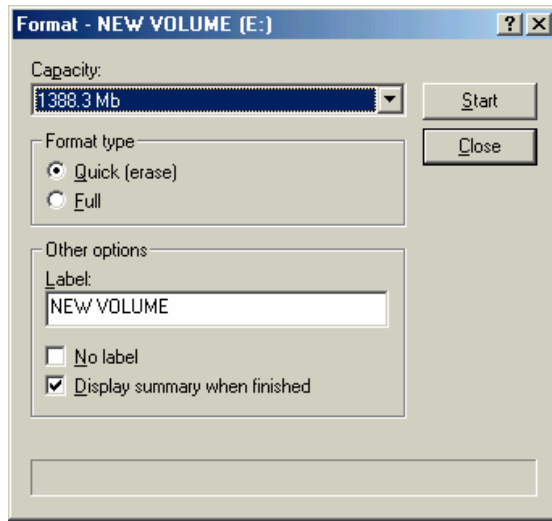 Format - NEW VOLUME (E:)
? ×
Capacity:
1388.3 Mb
Start
Format type
Close
Quick (erase)
Full
Other options
Label:
NEW VOLUME
No label
Display summary when finished